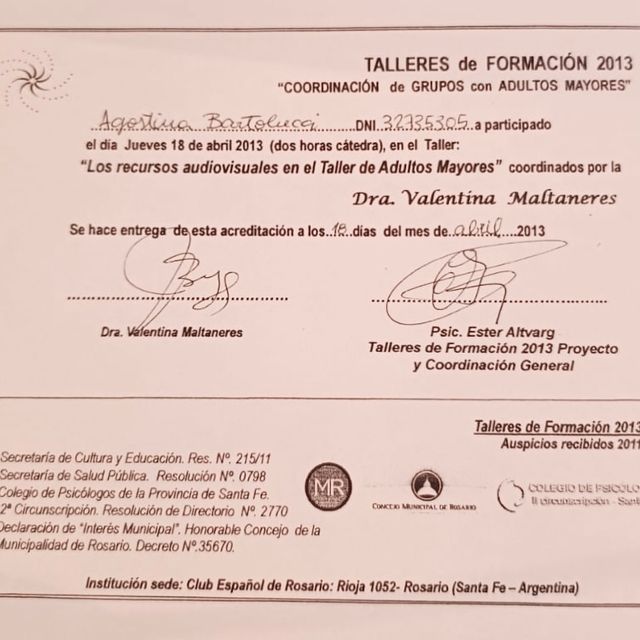 TALLERES de FORMACIÓN 2013
"COORDINACIÓN de GRUPOS con ADULTOS MAYORES"
Agostina Bartolucci DNI 32735305 a participado
el día Jueves 18 de abril 2013 (dos horas cátedra), en el Taller:
"Los recursos audiovisuales en el Taller de Adultos Mayores" coordinados por la
Dra. Valentina Maltaneres
Se hace entrega de esta acreditación a los..18..días del mes de..abril....2013
Dra. Valentina Maltaneres
Psic. Ester Altvarg
Talleres de Formación 2013 Proyecto
y Coordinación General
Talleres de Formación 2013
Auspicios recibidos 2011
Secretaría de Cultura y Educación. Res. Nº. 215/11
Secretaría de Salud Pública. Resolución Nº. 0798
Colegio de Psicólogos de la Provincia de Santa Fe.
2ª Circunscripción. Resolución de Directorio Nº. 2770
Declaración de "Interés Municipal". Honorable Concejo de la
Municipalidad de Rosario. Decreto Nº.35670.
MR
CONCEJO MUNICIPAL DE ROSARIO
COLEGIO DE PSICOLO
II circunscripción - Sant
Institución sede: Club Español de Rosario: Rioja 1052- Rosario (Santa Fe – Argentina)